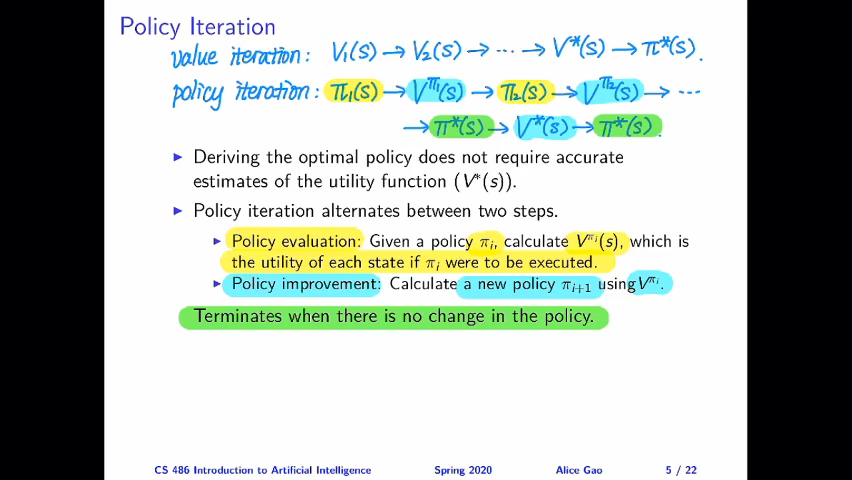 Policy Iteration
value iteration: V₁(s) → V₂(s) → ... → V*(s) → π*(s).
policy iteration: π₁(s) → V^π₁(s) → π₂(s) → V^π₂(s) → ...
→ π*(s) → V*(s) → π*(s).
▶ Deriving the optimal policy does not require accurate
estimates of the utility function (V*(s)).
▶ Policy iteration alternates between two steps.
▶ Policy evaluation: Given a policy πᵢ, calculate V^πᵢ(s), which is
the utility of each state if πᵢ were to be executed.
▶ Policy improvement: Calculate a new policy πᵢ₊₁ using V^πᵢ.
Terminates when there is no change in the policy.
CS 486 Introduction to Artificial Intelligence Spring 2020 Alice Gao 5 / 22